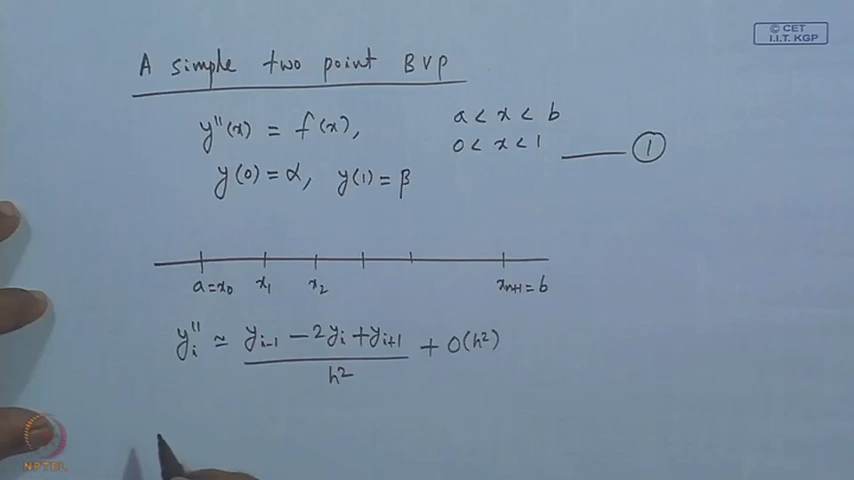 © CET
I.I.T. KGP
A simple two point BVP
y''(x) = f(x), a < x < b
0 < x < 1 ——— ①
y(0) = α, y(1) = β
a=x₀ x₁ x₂ xₙ₊₁=b
yᵢ'' ≃ (yᵢ₋₁ − 2yᵢ + yᵢ₊₁) / h² + O(h²)
NPTEL